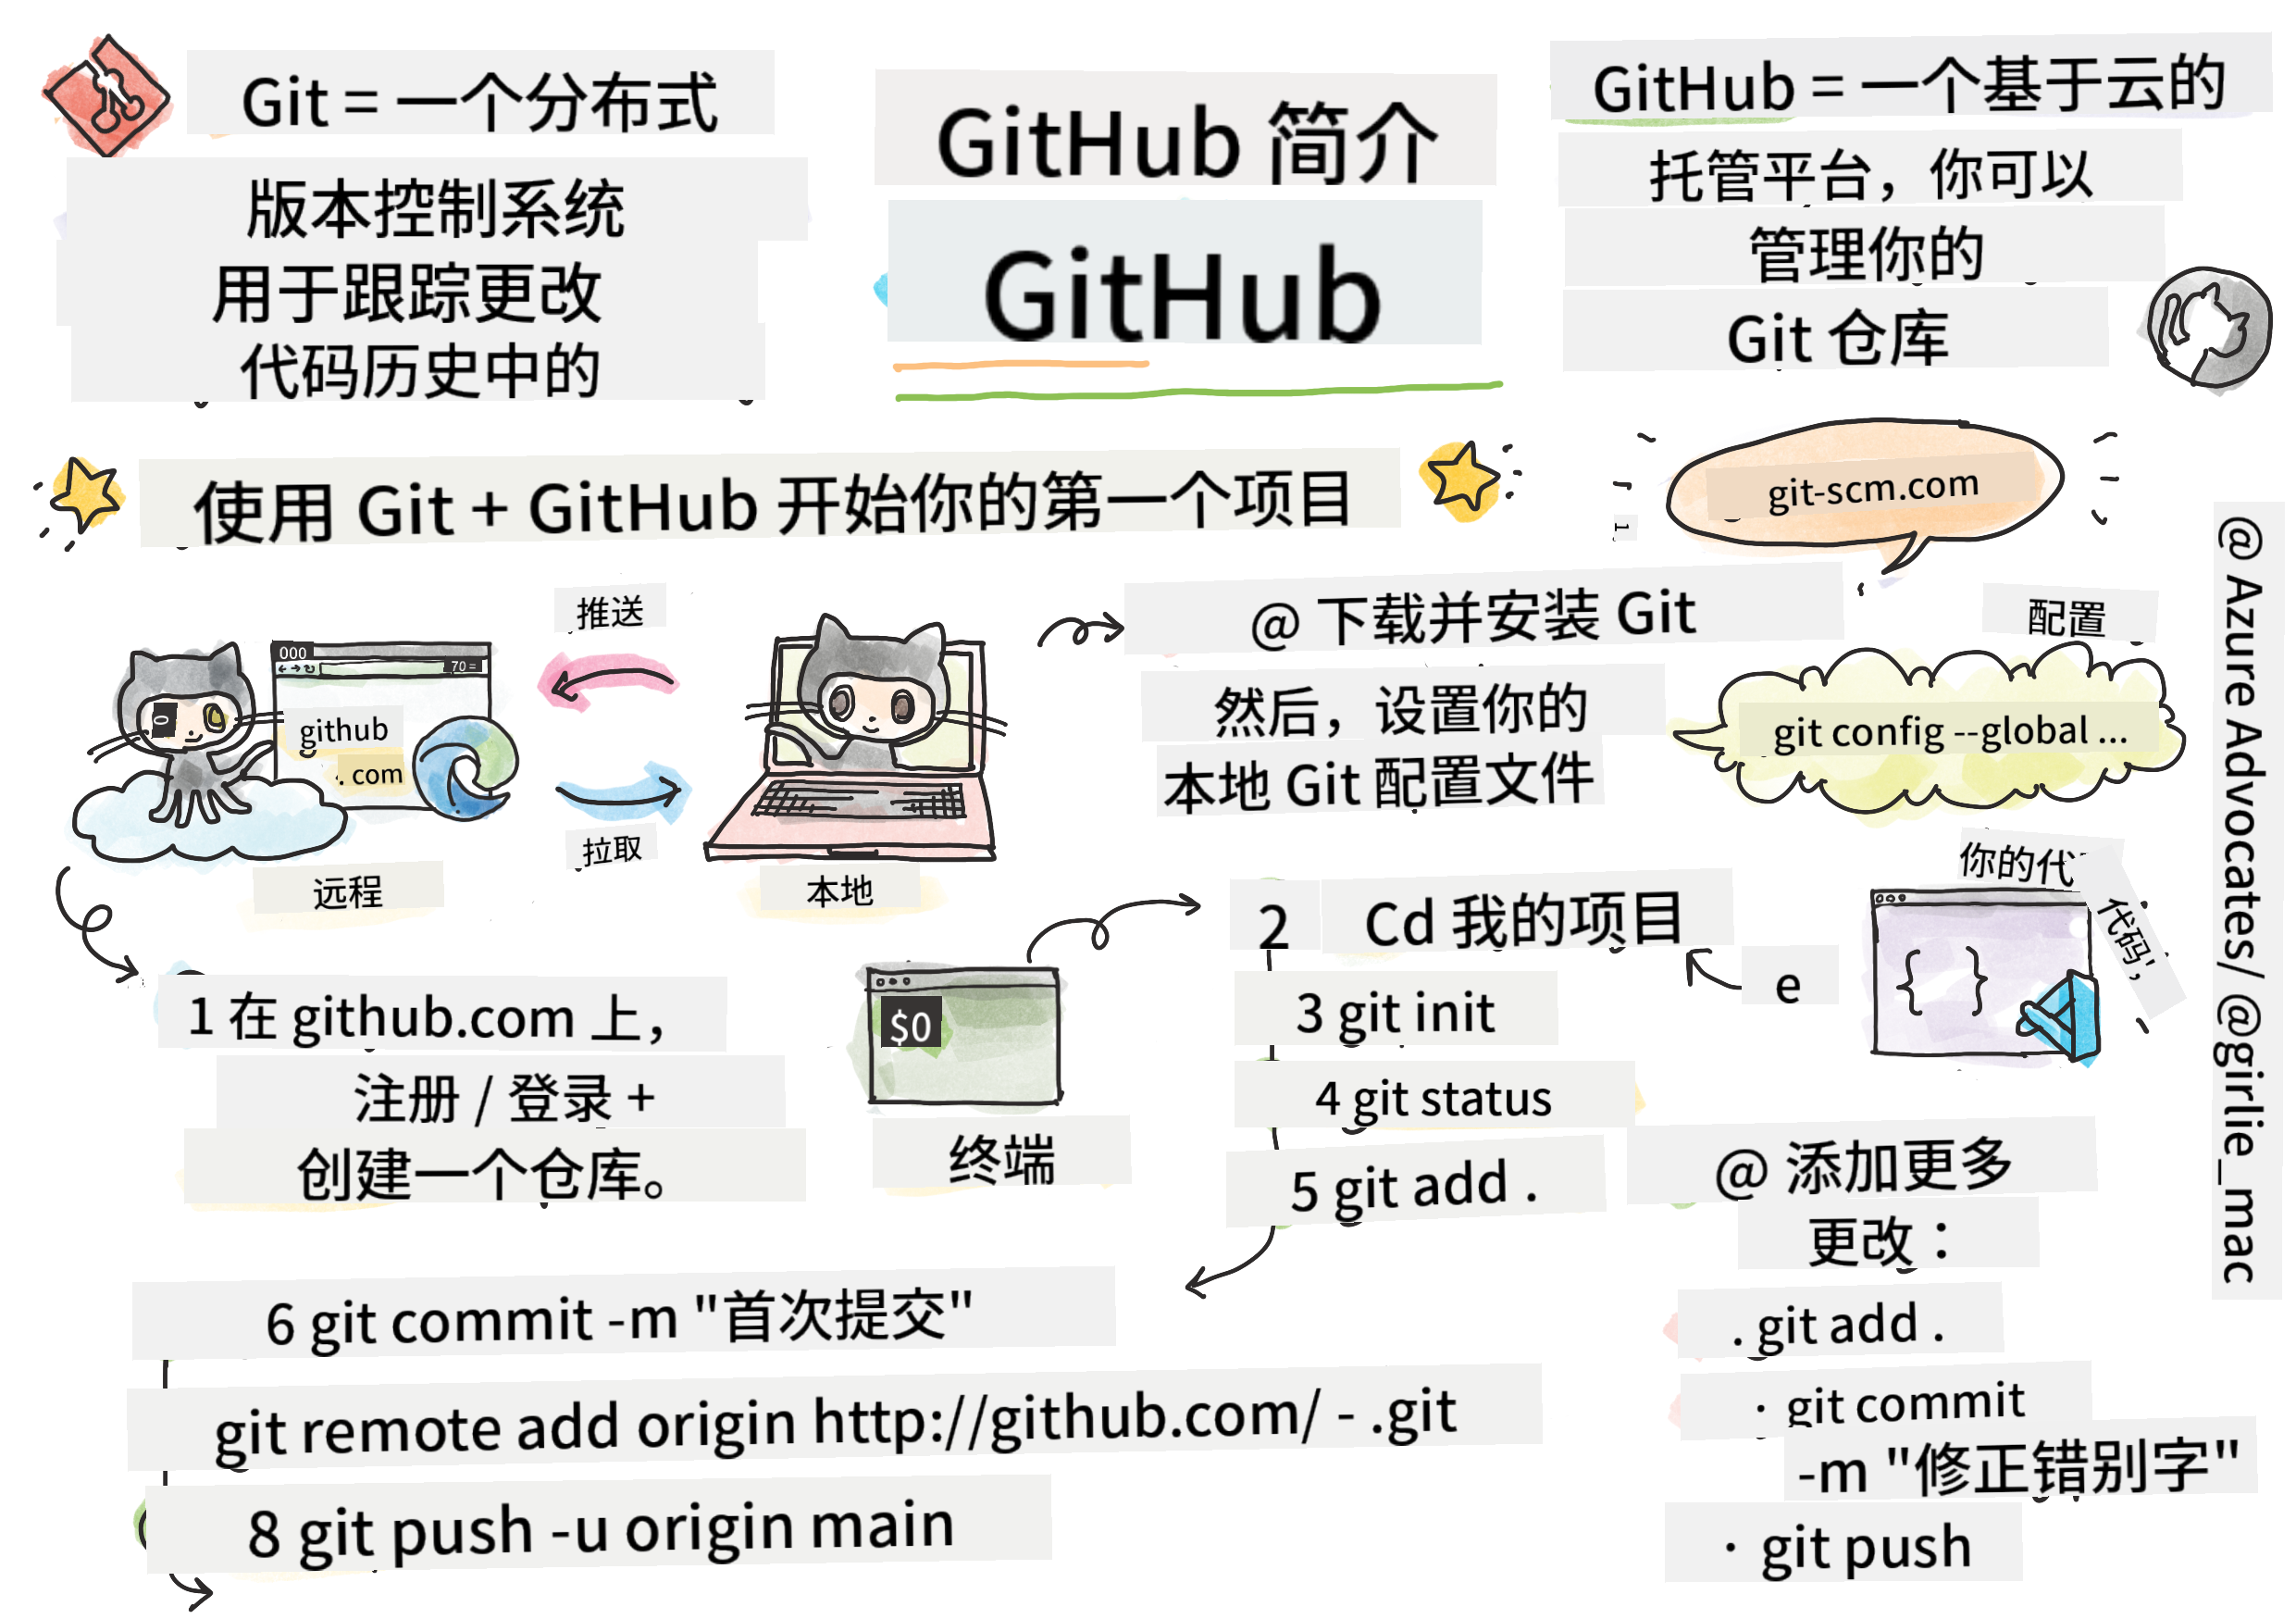 Git = 一个分布式
版本控制系统
用于跟踪更改
代码历史中的
GitHub 简介
GitHub
GitHub = 一个基于云的
托管平台，你可以
管理你的
Git 仓库
使用 Git + GitHub 开始你的第一个项目
git-scm.com
1
@ Azure Advocates/ @girlie_mac
推送
000
70 =
0
github
. com
拉取
远程
本地
@ 下载并安装 Git
然后，设置你的
本地 Git 配置文件
配置
git config --global ...
1 在 github.com 上，
注册 / 登录 +
创建一个仓库。
$0
终端
2 Cd 我的项目
3 git init
4 git status
5 git add .
e
你的代
代码,
{ }
6 git commit -m "首次提交"
git remote add origin http://github.com/ - .git
8 git push -u origin main
@ 添加更多
更改：
. git add .
· git commit
-m "修正错别字"
· git push